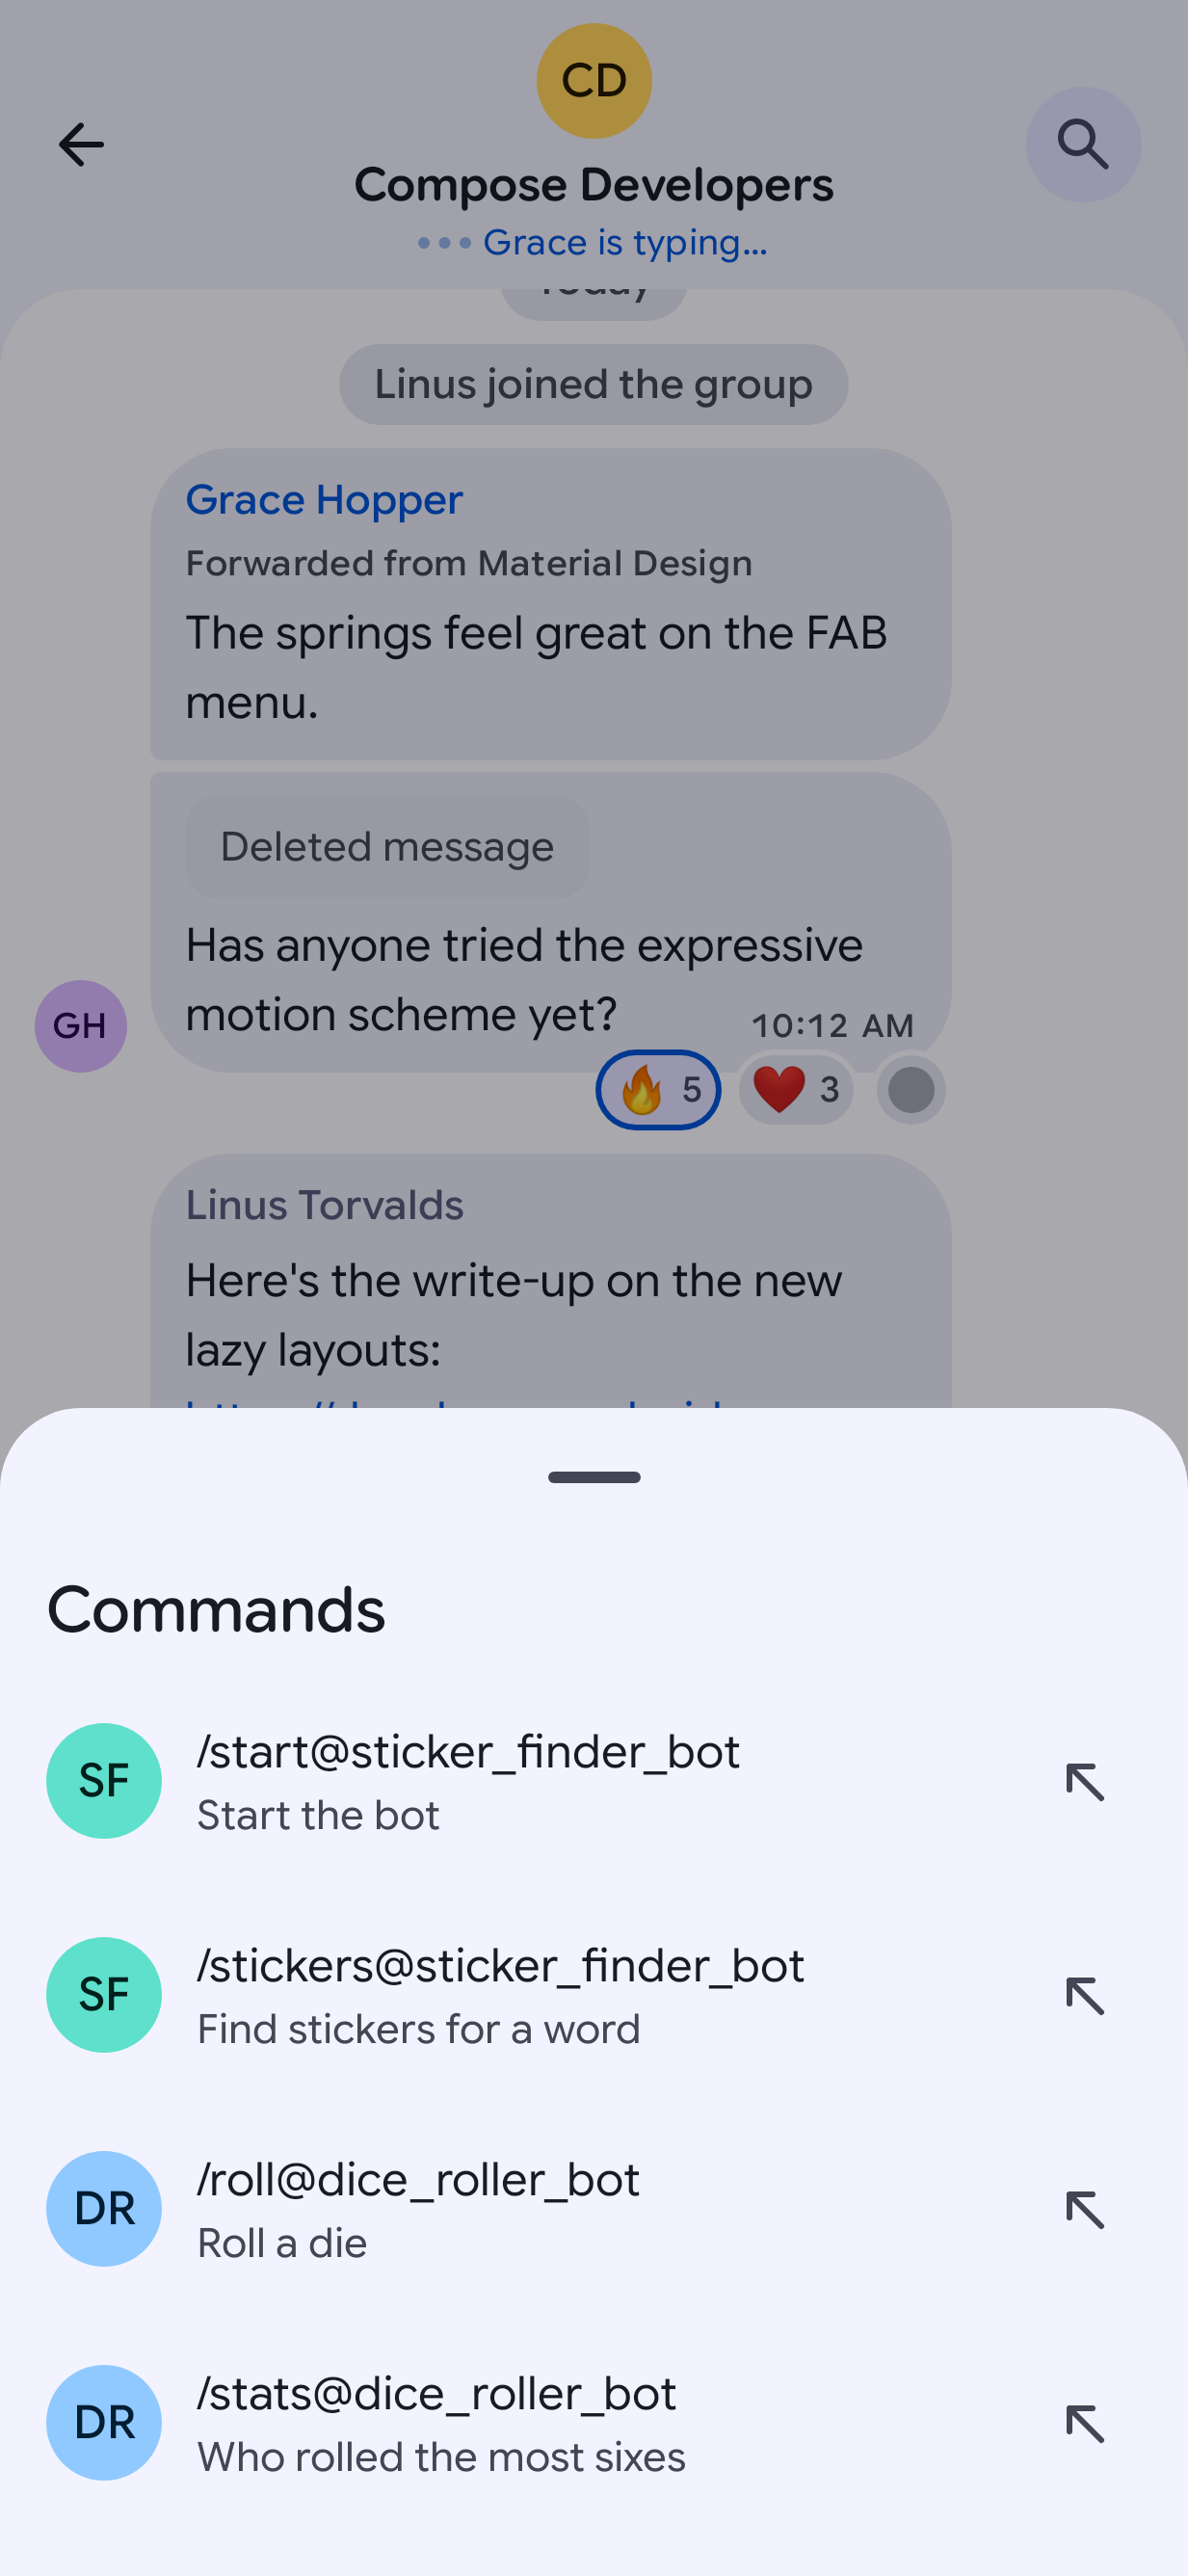 CD
Compose Developers
Grace is typing...
Today
Linus joined the group
Grace Hopper
Forwarded from Material Design
The springs feel great on the FAB
menu.
Deleted message
Has anyone tried the expressive
motion scheme yet?
10:12 AM
GH
🔥 5 ❤️ 3
Linus Torvalds
Here's the write-up on the new
lazy layouts:
Commands
SF
/start@sticker_finder_bot
Start the bot
SF
/stickers@sticker_finder_bot
Find stickers for a word
DR
/roll@dice_roller_bot
Roll a die
DR
/stats@dice_roller_bot
Who rolled the most sixes